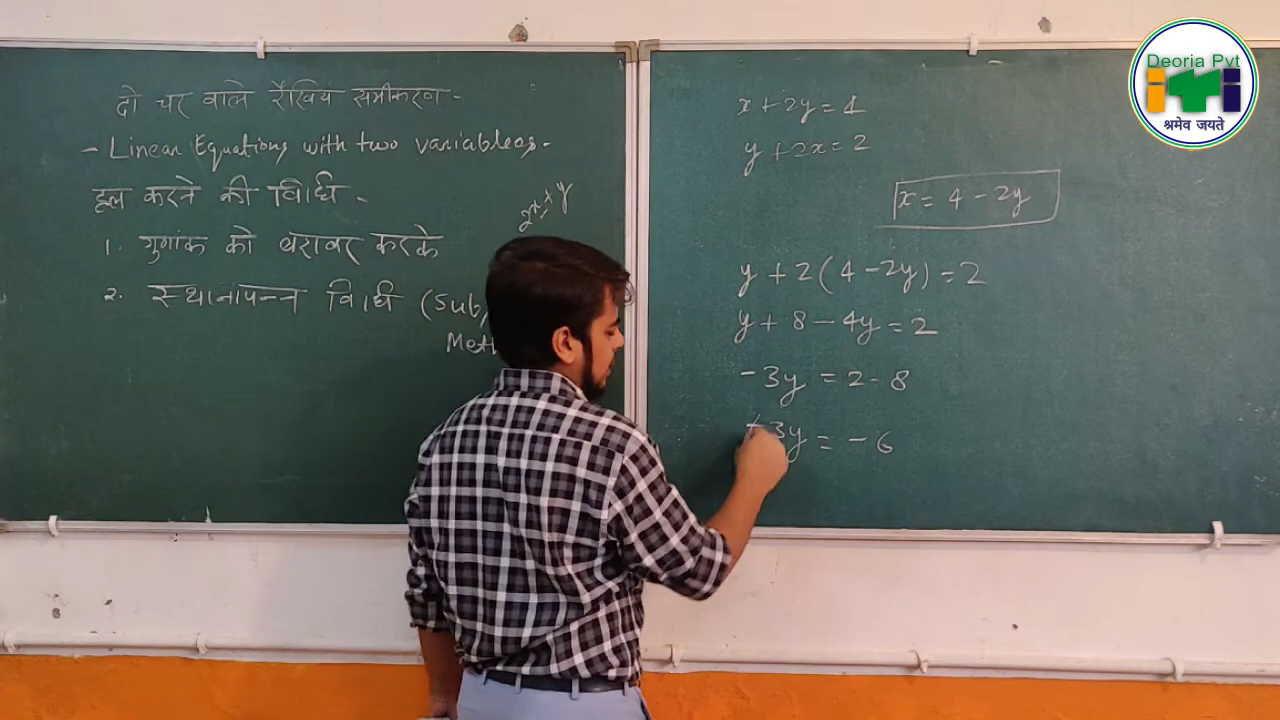 दो चर वाले रैखिय समीकरण -
- Linear Equations with two variableas -
हल करने की विधि -
1. गुणांक को बराबर करके
2. स्थानापन्न विधि (Sub
Met
x + 2y = 4
y + 2x = 2
x = 4 - 2y
y + 2(4 - 2y) = 2
y + 8 - 4y = 2
-3y = 2 - 8
3y = -6
Deoria Pvt
iti
श्रमेव जयते